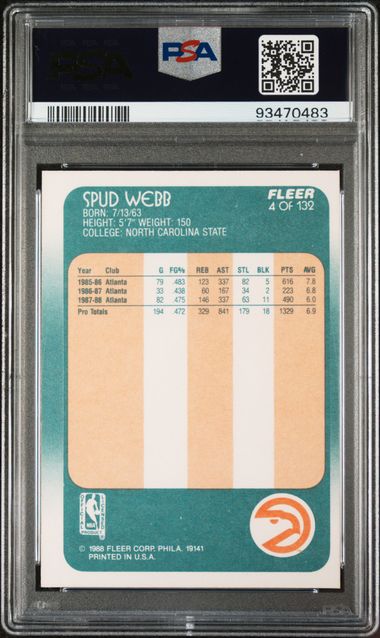 PSA
93470483
SPUD WEBB
BORN: 7/13/63
HEIGHT: 5'7" WEIGHT: 150
COLLEGE: NORTH CAROLINA STATE
FLEER
4 OF 132
Year Club G FG% REB AST STL BLK PTS AVG
1985-86 Atlanta 79 .483 123 337 82 5 616 7.8
1986-87 Atlanta 33 .438 60 167 34 2 223 6.8
1987-88 Atlanta 82 .475 146 337 63 11 490 6.0
Pro Totals 194 .472 329 841 179 18 1329 6.9
NBA
© 1988 FLEER CORP. PHILA. 19141
PRINTED IN U.S.A.